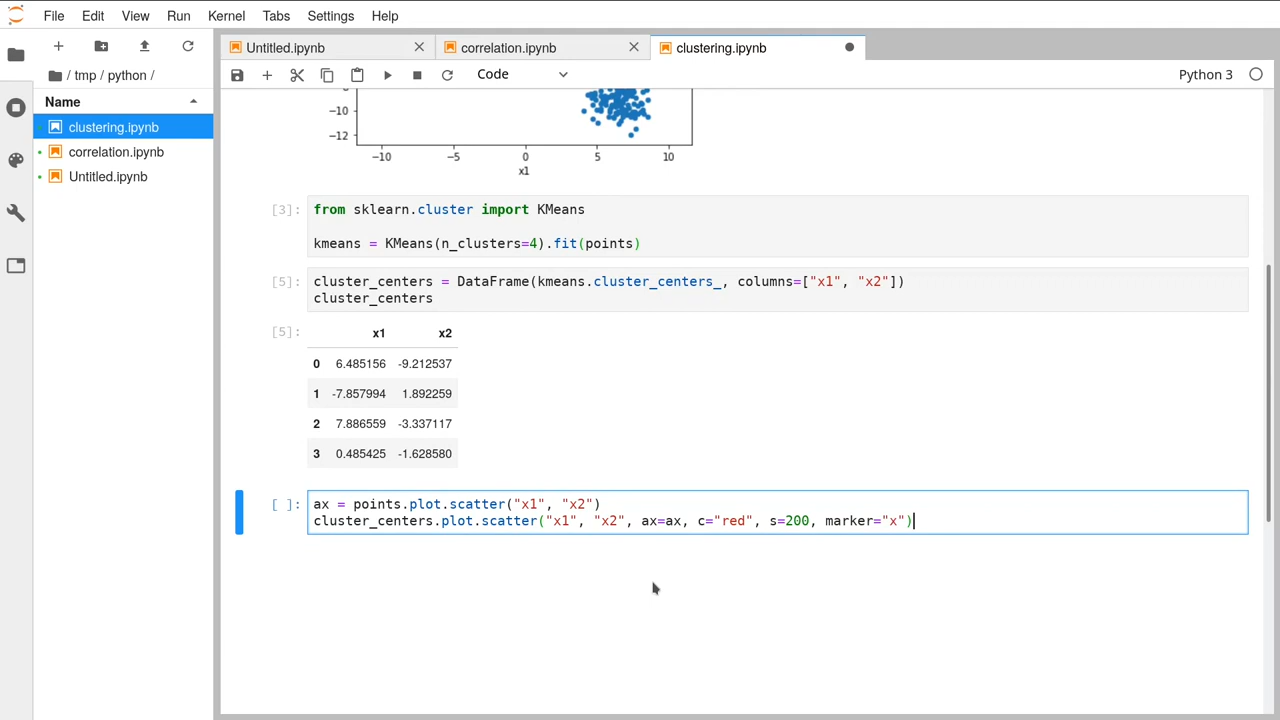 File Edit View Run Kernel Tabs Settings Help
/ tmp / python /
Name
clustering.ipynb
correlation.ipynb
Untitled.ipynb
Untitled.ipynb correlation.ipynb clustering.ipynb
Code Python 3
−10
−12
−10 −5 0 5 10
x1
[3]: from sklearn.cluster import KMeans
kmeans = KMeans(n_clusters=4).fit(points)
[5]: cluster_centers = DataFrame(kmeans.cluster_centers_, columns=["x1", "x2"])
cluster_centers
[5]: x1 x2
0 6.485156 -9.212537
1 -7.857994 1.892259
2 7.886559 -3.337117
3 0.485425 -1.628580
[ ]: ax = points.plot.scatter("x1", "x2")
cluster_centers.plot.scatter("x1", "x2", ax=ax, c="red", s=200, marker="x")